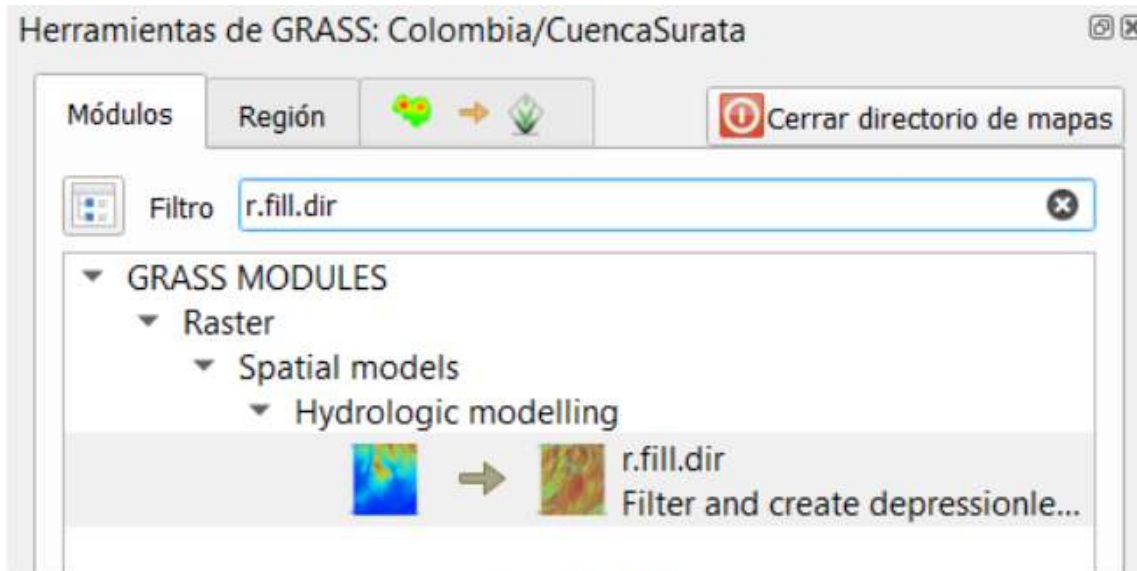 Herramientas de GRASS: Colombia/CuencaSurata
Módulos Región Cerrar directorio de mapas
Filtro r.fill.dir
GRASS MODULES
Raster
Spatial models
Hydrologic modelling
r.fill.dir
Filter and create depressionle...